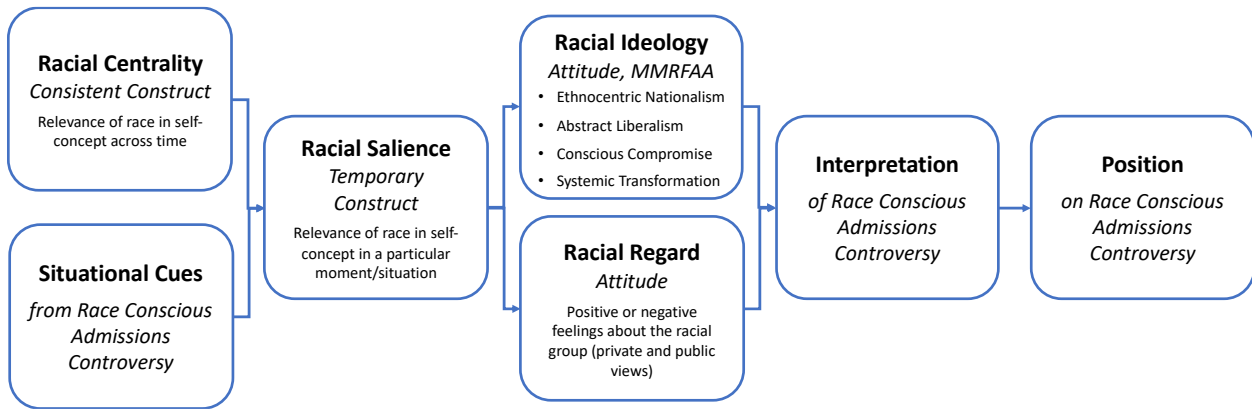 Racial Centrality
Consistent Construct
Relevance of race in self-
concept across time
Situational Cues
from Race Conscious
Admissions
Controversy
Racial Salience
Temporary
Construct
Relevance of race in self-
concept in a particular
moment/situation
Racial Ideology
Attitude, MMRFAA
• Ethnocentric Nationalism
• Abstract Liberalism
• Conscious Compromise
• Systemic Transformation
Racial Regard
Attitude
Positive or negative
feelings about the racial
group (private and public
views)
Interpretation
of Race Conscious
Admissions
Controversy
Position
on Race Conscious
Admissions
Controversy